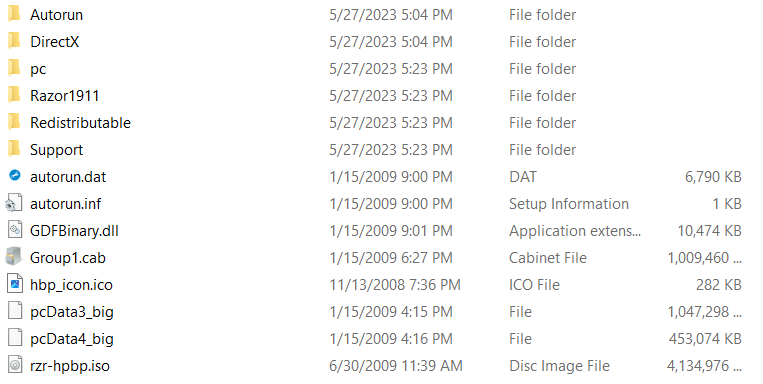 Autorun 5/27/2023 5:04 PM File folder
DirectX 5/27/2023 5:04 PM File folder
pc 5/27/2023 5:23 PM File folder
Razor1911 5/27/2023 5:23 PM File folder
Redistributable 5/27/2023 5:23 PM File folder
Support 5/27/2023 5:23 PM File folder
autorun.dat 1/15/2009 9:00 PM DAT 6,790 KB
autorun.inf 1/15/2009 9:00 PM Setup Information 1 KB
GDFBinary.dll 1/15/2009 9:01 PM Application extens... 10,474 KB
Group1.cab 1/15/2009 6:27 PM Cabinet File 1,009,460 ...
hbp_icon.ico 11/13/2008 7:36 PM ICO File 282 KB
pcData3_big 1/15/2009 4:15 PM File 1,047,298 ...
pcData4_big 1/15/2009 4:16 PM File 453,074 KB
rzr-hpbp.iso 6/30/2009 11:39 AM Disc Image File 4,134,976 ...